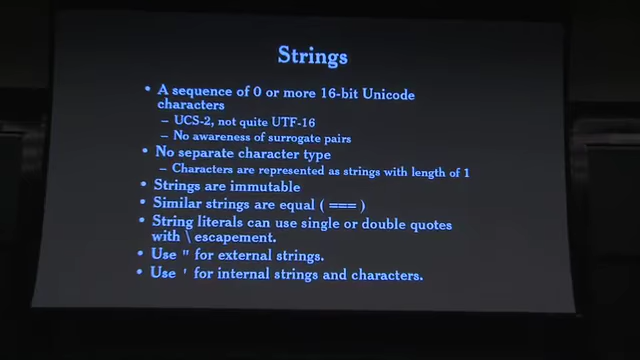 Strings
• A sequence of 0 or more 16-bit Unicode
characters
– UCS-2, not quite UTF-16
– No awareness of surrogate pairs
• No separate character type
– Characters are represented as strings with length of 1
• Strings are immutable
• Similar strings are equal ( === )
• String literals can use single or double quotes
with \ escapement.
• Use " for external strings.
• Use ' for internal strings and characters.